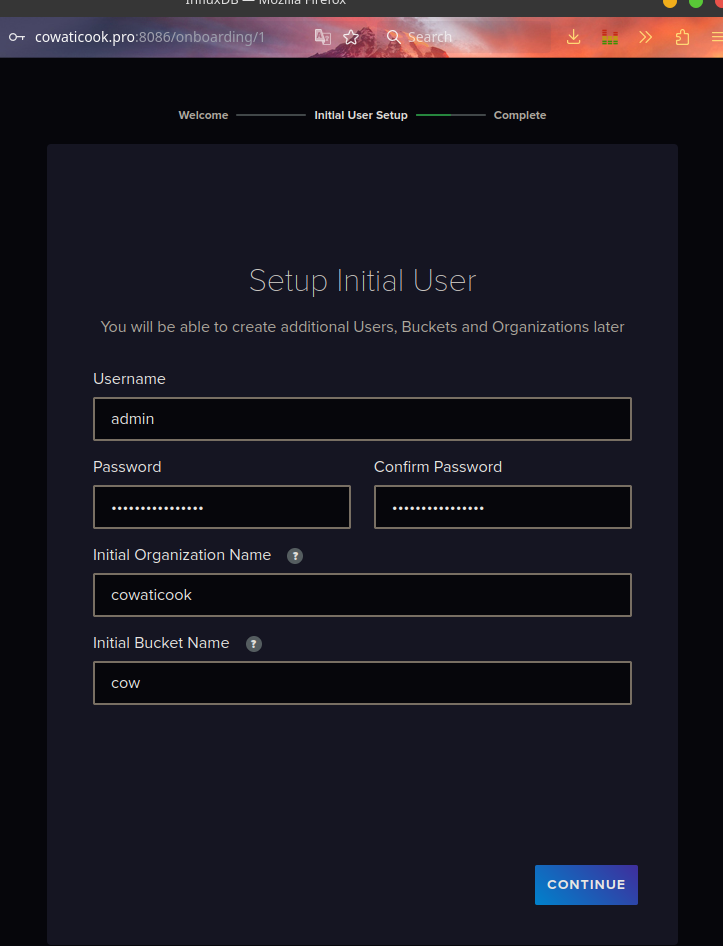 InfluxDB — Mozilla Firefox
cowaticook.pro:8086/onboarding/1 Search
Welcome Initial User Setup Complete
Setup Initial User
You will be able to create additional Users, Buckets and Organizations later
Username
admin
Password Confirm Password
•••••••••••••••• ••••••••••••••••
Initial Organization Name ?
cowaticook
Initial Bucket Name ?
cow
CONTINUE